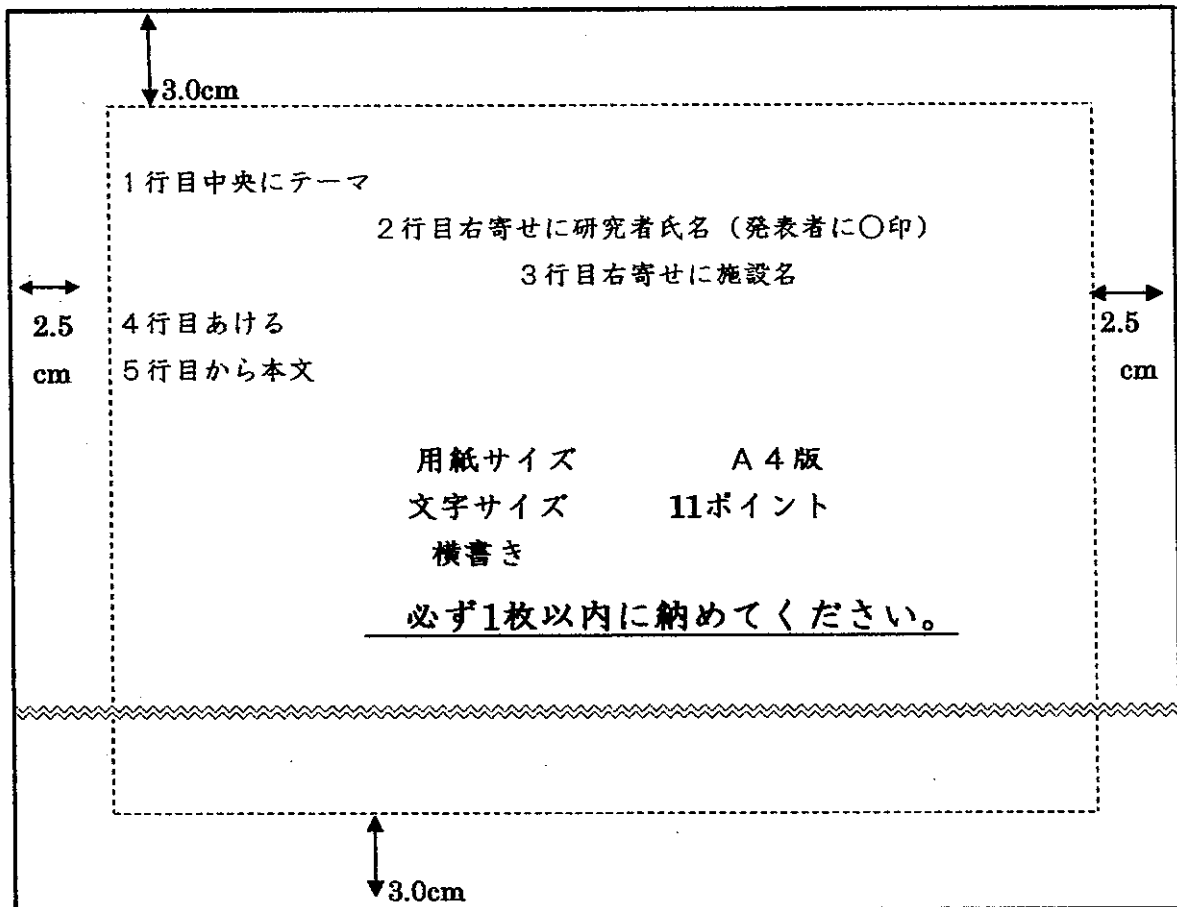 3.0cm
1行目中央にテーマ
2行目右寄せに研究者氏名（発表者に〇印）
3行目右寄せに施設名
2.5
cm
4行目あける
5行目から本文
2.5
cm
用紙サイズ A4版
文字サイズ 11ポイント
横書き
必ず1枚以内に納めてください。
3.0cm